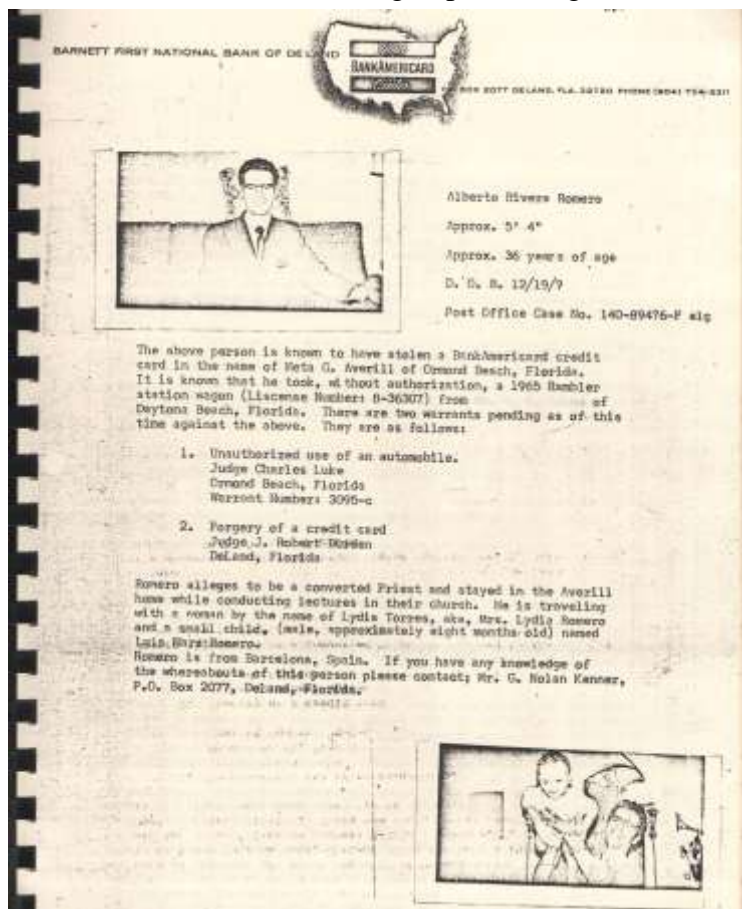 BARNETT FIRST NATIONAL BANK OF DE LAND
BANKAMERICARD
BOX 2077 DELAND, FLA. 32720 PHONE (904) 734-5311
Alberto Rivera Romero
Approx. 5' 4"
Approx. 36 years of age
D. O. B. 12/19/?
Post Office Case No. 140-89476-F
The above person is known to have stolen a BankAmericard credit
card in the name of Meta G. Averill of Ormond Beach, Florida.
It is known that he took, without authorization, a 1965 Rambler
station wagon (Liscense Number: 8-36307) from of
Daytona Beach, Florida. There are two warrants pending as of this
time against the above. They are as follows:
1. Unauthorized use of an automobile.
Judge Charles Luke
Ormond Beach, Florida
Warrant Number: 3095-c
2. Forgery of a credit card
Judge J. Robert Durden
DeLand, Florida
Romero alleges to be a converted Priest and stayed in the Averill
home while conducting lectures in their church. He is traveling
with a woman by the name of Lydia Torres, aka, Mrs. Lydia Romero
and a small child, (male, approximately eight months old) named
Luis Romero.
Romero is from Barcelona, Spain. If you have any knowledge of
the whereabouts of this person please contact; Mr. G. Nolan Kenner,
P.O. Box 2077, DeLand, Florida.